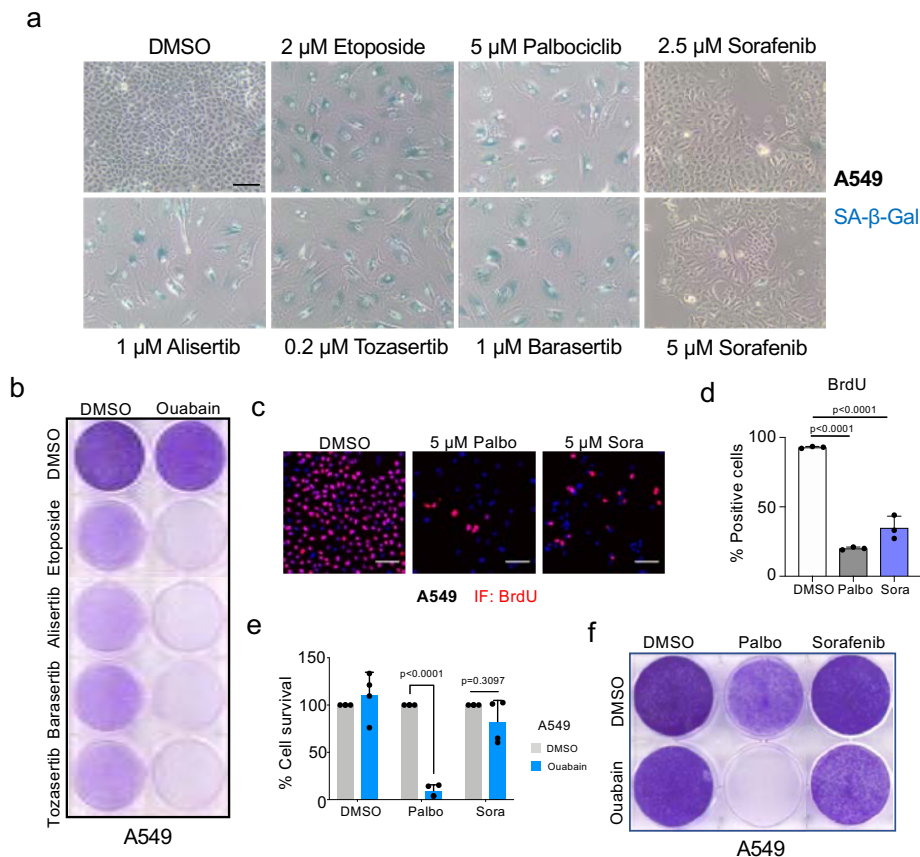 a
DMSO
2 µM Etoposide
5 µM Palbociclib
2.5 µM Sorafenib
A549
SA-β-Gal
1 µM Alisertib
0.2 µM Tozasertib
1 µM Barasertib
5 µM Sorafenib
b
DMSO
Ouabain
DMSO
Etoposide
Alisertib
Barasertib
Tozasertib
A549
c
DMSO
5 µM Palbo
5 µM Sora
A549 IF: BrdU
d
BrdU
p<0.0001
p<0.0001
% Positive cells
100
50
0
DMSO
Palbo
Sora
e
% Cell survival
150
100
50
0
p<0.0001
p=0.3097
A549
DMSO
Ouabain
DMSO
Palbo
Sora
f
DMSO
Palbo
Sorafenib
DMSO
Ouabain
A549